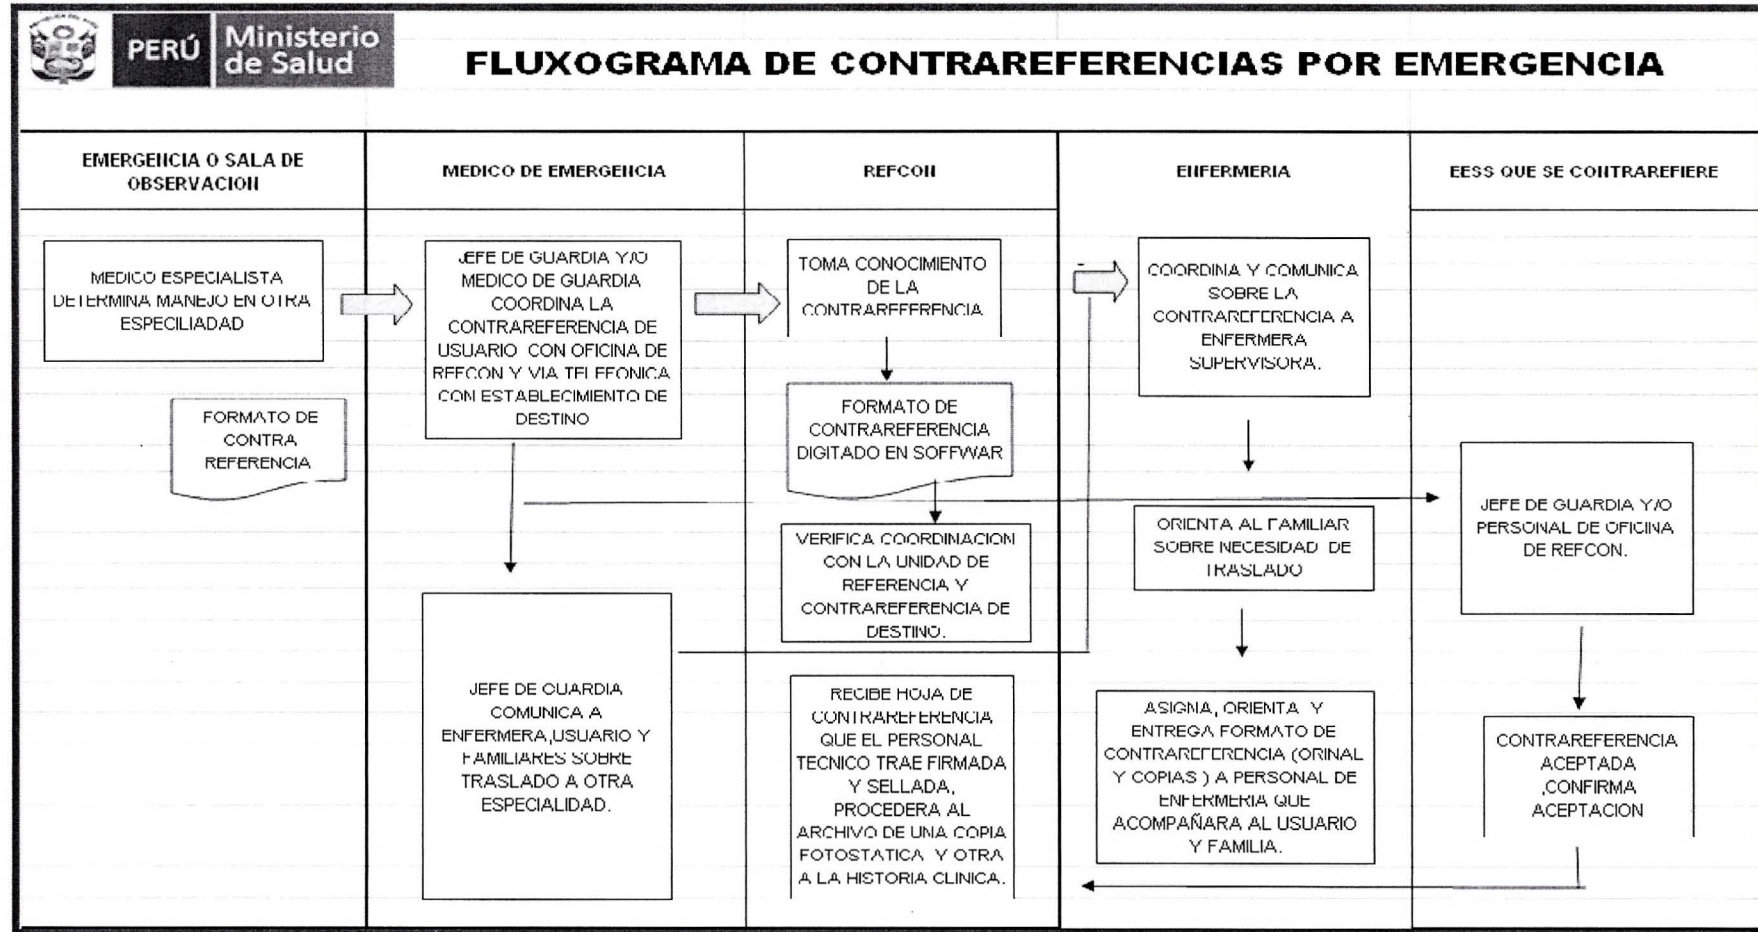 PERÚ
Ministerio
de Salud
FLUXOGRAMA DE CONTRAREFERENCIAS POR EMERGENCIA
EMERGENCIA O SALA DE
OBSERVACION
MEDICO DE EMERGENCIA
REFCON
ENFERMERIA
EESS QUE SE CONTRAREFIERE
MEDICO ESPECIALISTA
DETERMINA MANEJO EN OTRA
ESPECILIADAD
FORMATO DE
CONTRA
REFERENCIA
JEFE DE GUARDIA Y/O
MEDICO DE GUARDIA
COORDINA LA
CONTRAREFERENCIA DE
USUARIO CON OFICINA DE
REFCON Y VIA TELEFONICA
CON ESTABLECIMIENTO DE
DESTINO
JEFE DE GUARDIA
COMUNICA A
ENFERMERA,USUARIO Y
FAMILIARES SOBRE
TRASLADO A OTRA
ESPECIALIDAD.
TOMA CONOCIMIENTO
DE LA
CONTRAREFERENCIA
FORMATO DE
CONTRAREFERENCIA
DIGITADO EN SOFFWAR
VERIFICA COORDINACION
CON LA UNIDAD DE
REFERENCIA Y
CONTRAREFERENCIA DE
DESTINO.
RECIBE HOJA DE
CONTRAREFERENCIA
QUE EL PERSONAL
TECNICO TRAE FIRMADA
Y SELLADA,
PROCEDERA AL
ARCHIVO DE UNA COPIA
FOTOSTATICA Y OTRA
A LA HISTORIA CLINICA.
COORDINA Y COMUNICA
SOBRE LA
CONTRAREFERENCIA A
ENFERMERA
SUPERVISORA.
ORIENTA AL FAMILIAR
SOBRE NECESIDAD DE
TRASLADO
ASIGNA, ORIENTA Y
ENTREGA FORMATO DE
CONTRAREFERENCIA (ORINAL
Y COPIAS ) A PERSONAL DE
ENFERMERIA QUE
ACOMPAÑARA AL USUARIO
Y FAMILIA.
JEFE DE GUARDIA Y/O
PERSONAL DE OFICINA
DE REFCON.
CONTRAREFERENCIA
ACEPTADA
,CONFIRMA
ACEPTACION